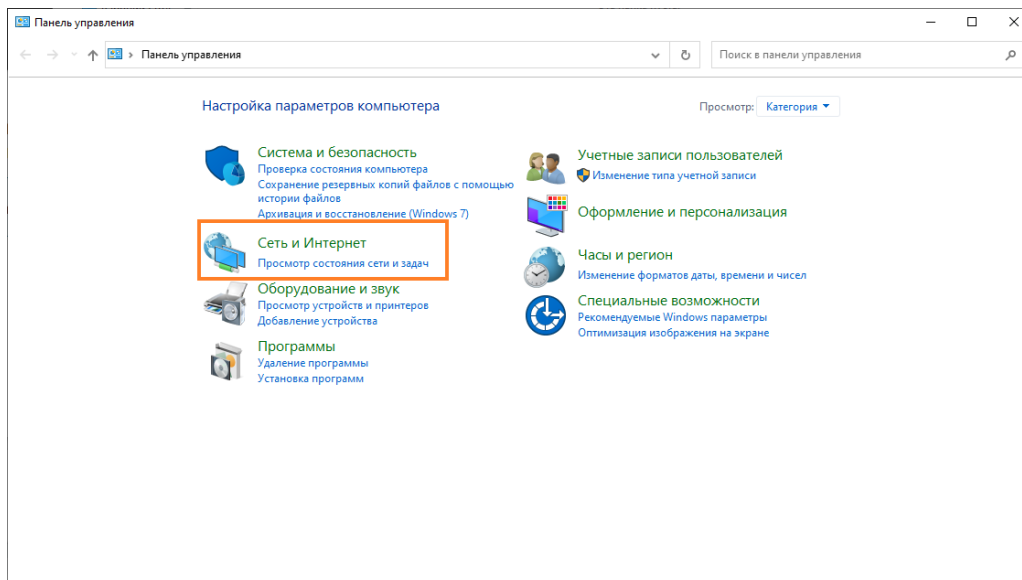 Панель управления
Панель управления
Поиск в панели управления
Настройка параметров компьютера
Просмотр: Категория
Система и безопасность
Проверка состояния компьютера
Сохранение резервных копий файлов с помощью
истории файлов
Архивация и восстановление (Windows 7)
Сеть и Интернет
Просмотр состояния сети и задач
Оборудование и звук
Просмотр устройств и принтеров
Добавление устройства
Программы
Удаление программы
Установка программ
Учетные записи пользователей
Изменение типа учетной записи
Оформление и персонализация
Часы и регион
Изменение форматов даты, времени и чисел
Специальные возможности
Рекомендуемые Windows параметры
Оптимизация изображения на экране